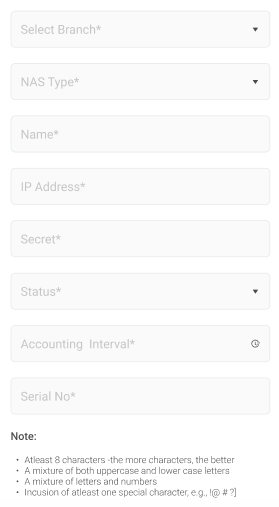 Select Branch*
NAS Type*
Name*
IP Address*
Secret*
Status*
Accounting Interval*
Serial No*
Note:
• Atleast 8 characters -the more characters, the better
• A mixture of both uppercase and lower case letters
• A mixture of letters and numbers
• Incusion of atleast one special character, e.g., !@ # ?]